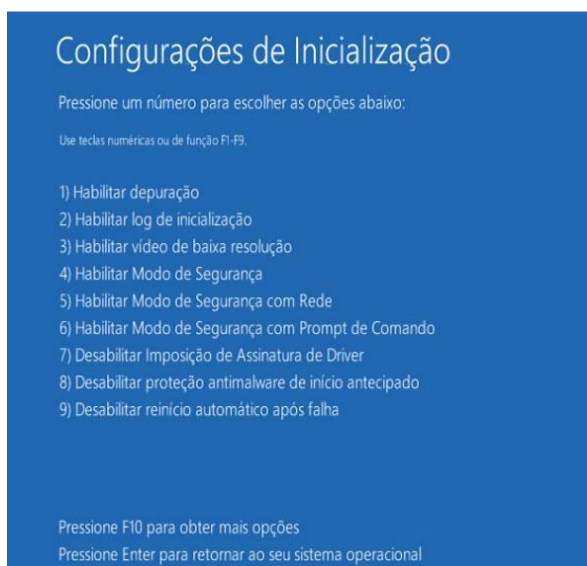 Configurações de Inicialização
Pressione um número para escolher as opções abaixo:
Use teclas numéricas ou de função F1-F9.
1) Habilitar depuração
2) Habilitar log de inicialização
3) Habilitar vídeo de baixa resolução
4) Habilitar Modo de Segurança
5) Habilitar Modo de Segurança com Rede
6) Habilitar Modo de Segurança com Prompt de Comando
7) Desabilitar Imposição de Assinatura de Driver
8) Desabilitar proteção antimalware de início antecipado
9) Desabilitar reinício automático após falha
Pressione F10 para obter mais opções
Pressione Enter para retornar ao seu sistema operacional